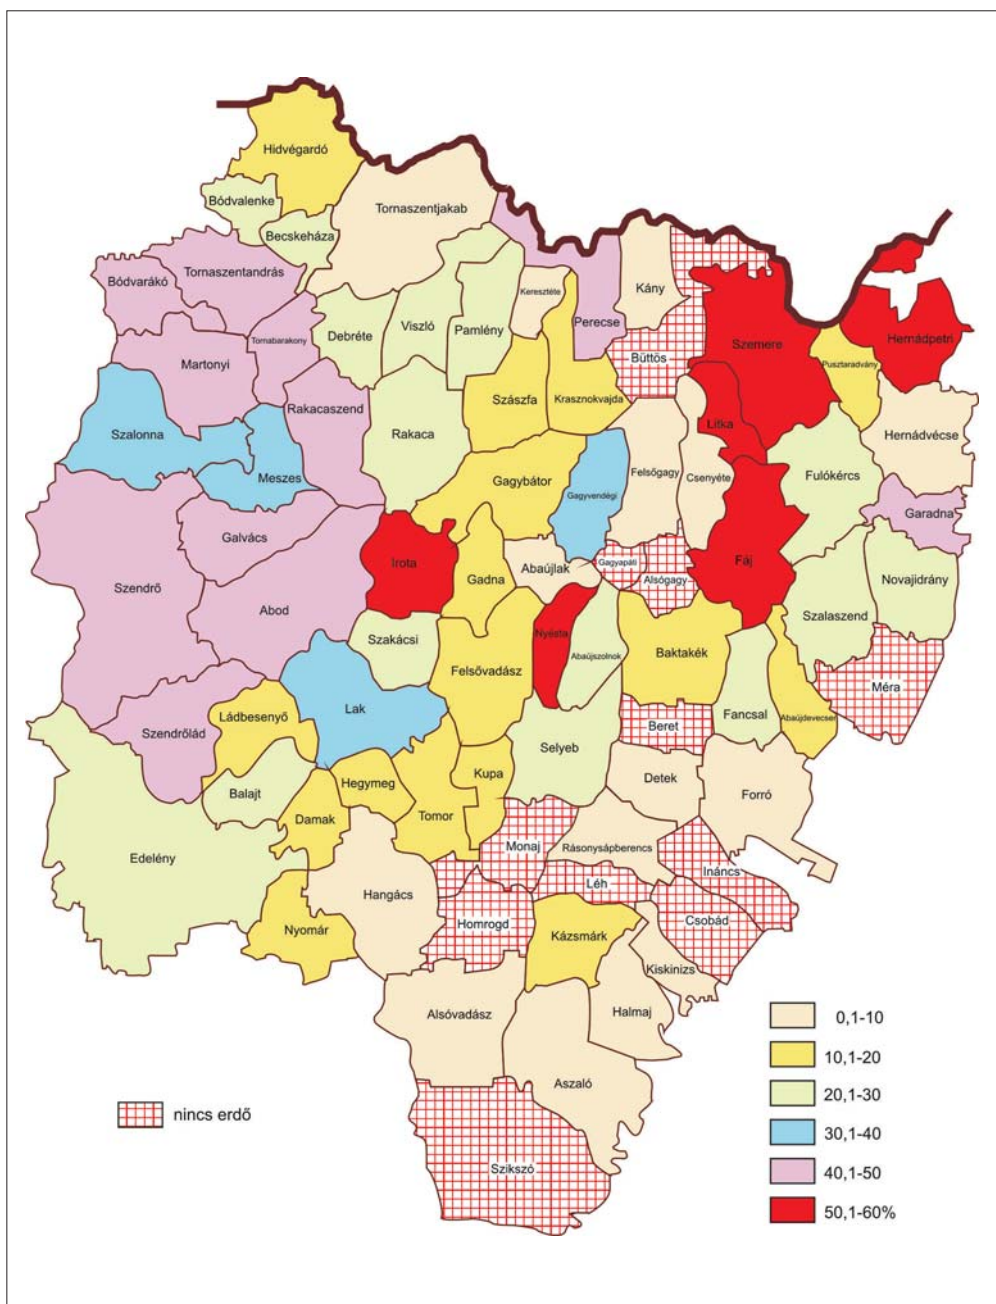 Hidvégardó
Bódvalenke
Tornaszentjakab
Becskeháza
Tornaszentandrás
Bódvarákó
Keresztéte
Kány
Perecse
Debréte
Viszló
Pamlény
Tornabarakony
Hernádpetri
Szemere
Büttös
Martonyi
Pusztaradvány
Szászfa
Krasznokvajda
Rakacaszend
Litka
Szalonna
Rakaca
Hernádvécse
Felsőgagy
Csenyéte
Fulókércs
Meszes
Gagybátor
Gagyvendégi
Garadna
Galvács
Szendrő
Irota
Abaújlak
Gagyapáti
Fáj
Gadna
Alsógagy
Novajidrány
Abod
Szalaszend
Nyésta
Szakácsi
Baktakék
Abaújszolnok
Felsővadász
Méra
Lak
Ládbesenyő
Fancsal
Abaújdevecser
Beret
Szendrőlád
Selyeb
Kupa
Detek
Hegymeg
Balajt
Forró
Damak
Tomor
Monaj
Rásonysápberencs
Edelény
Ináncs
Léh
Hangács
Csobád
Homrogd
Nyomár
Kázsmárk
Kiskinizs
Alsóvadász
Halmaj
Aszaló
Szikszó
nincs erdő
0,1-10
10,1-20
20,1-30
30,1-40
40,1-50
50,1-60%